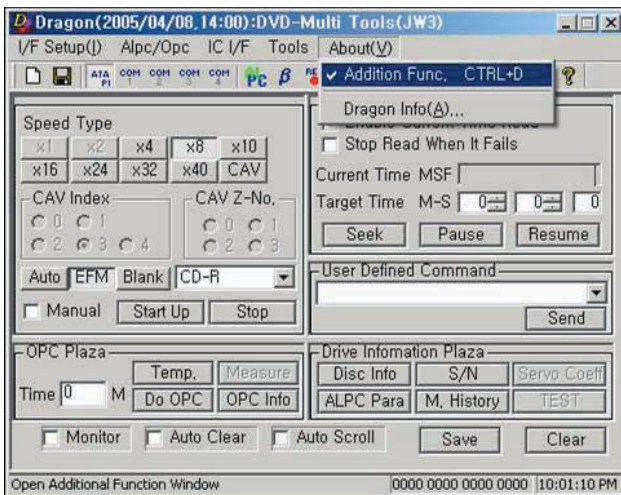 Dragon(2005/04/08,14:00):DVD-Multi Tools(JW3)
I/F Setup(I) Alpc/Opc IC I/F Tools About(V)
ATA PI COM 1 COM 2 COM 3 COM 4 PC β RE ?
✓ Addition Func. CTRL+D
Dragon Info(A)...
Speed Type
x1 x2 x4 x8 x10
x16 x24 x32 x40 CAV
CAV Index CAV Z-No.
0 1 0 1
2 3 4 2 3
Auto EFM Blank CD-R
Manual Start Up Stop
Stop Read When It Fails
Current Time MSF
Target Time M-S 0 0 0
Seek Pause Resume
User Defined Command
Send
OPC Plaza
Temp. Measure
Time 0 M Do OPC OPC Info
Drive Infomation Plaza
Disc Info S/N Servo Coeff
ALPC Para M. History TEST
Monitor Auto Clear Auto Scroll Save Clear
Open Additional Function Window 0000 0000 0000 0000 10:01:10 PM